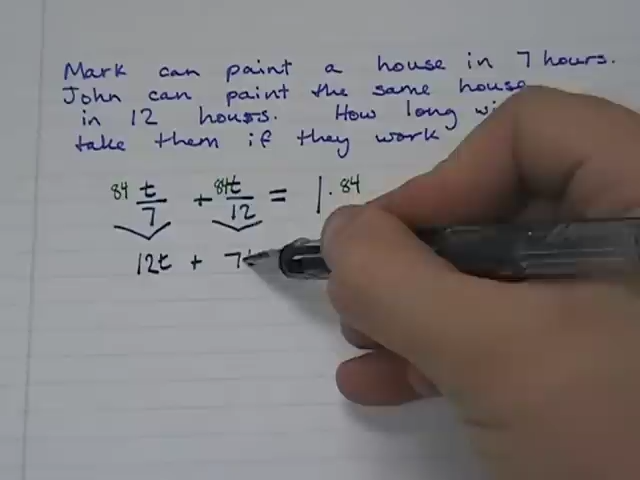 Mark can paint a house in 7 hours.
John can paint the same house
in 12 hours. How long
take them if they work
84 t/7 + 84 t/12 = 1 · 84
12t + 7